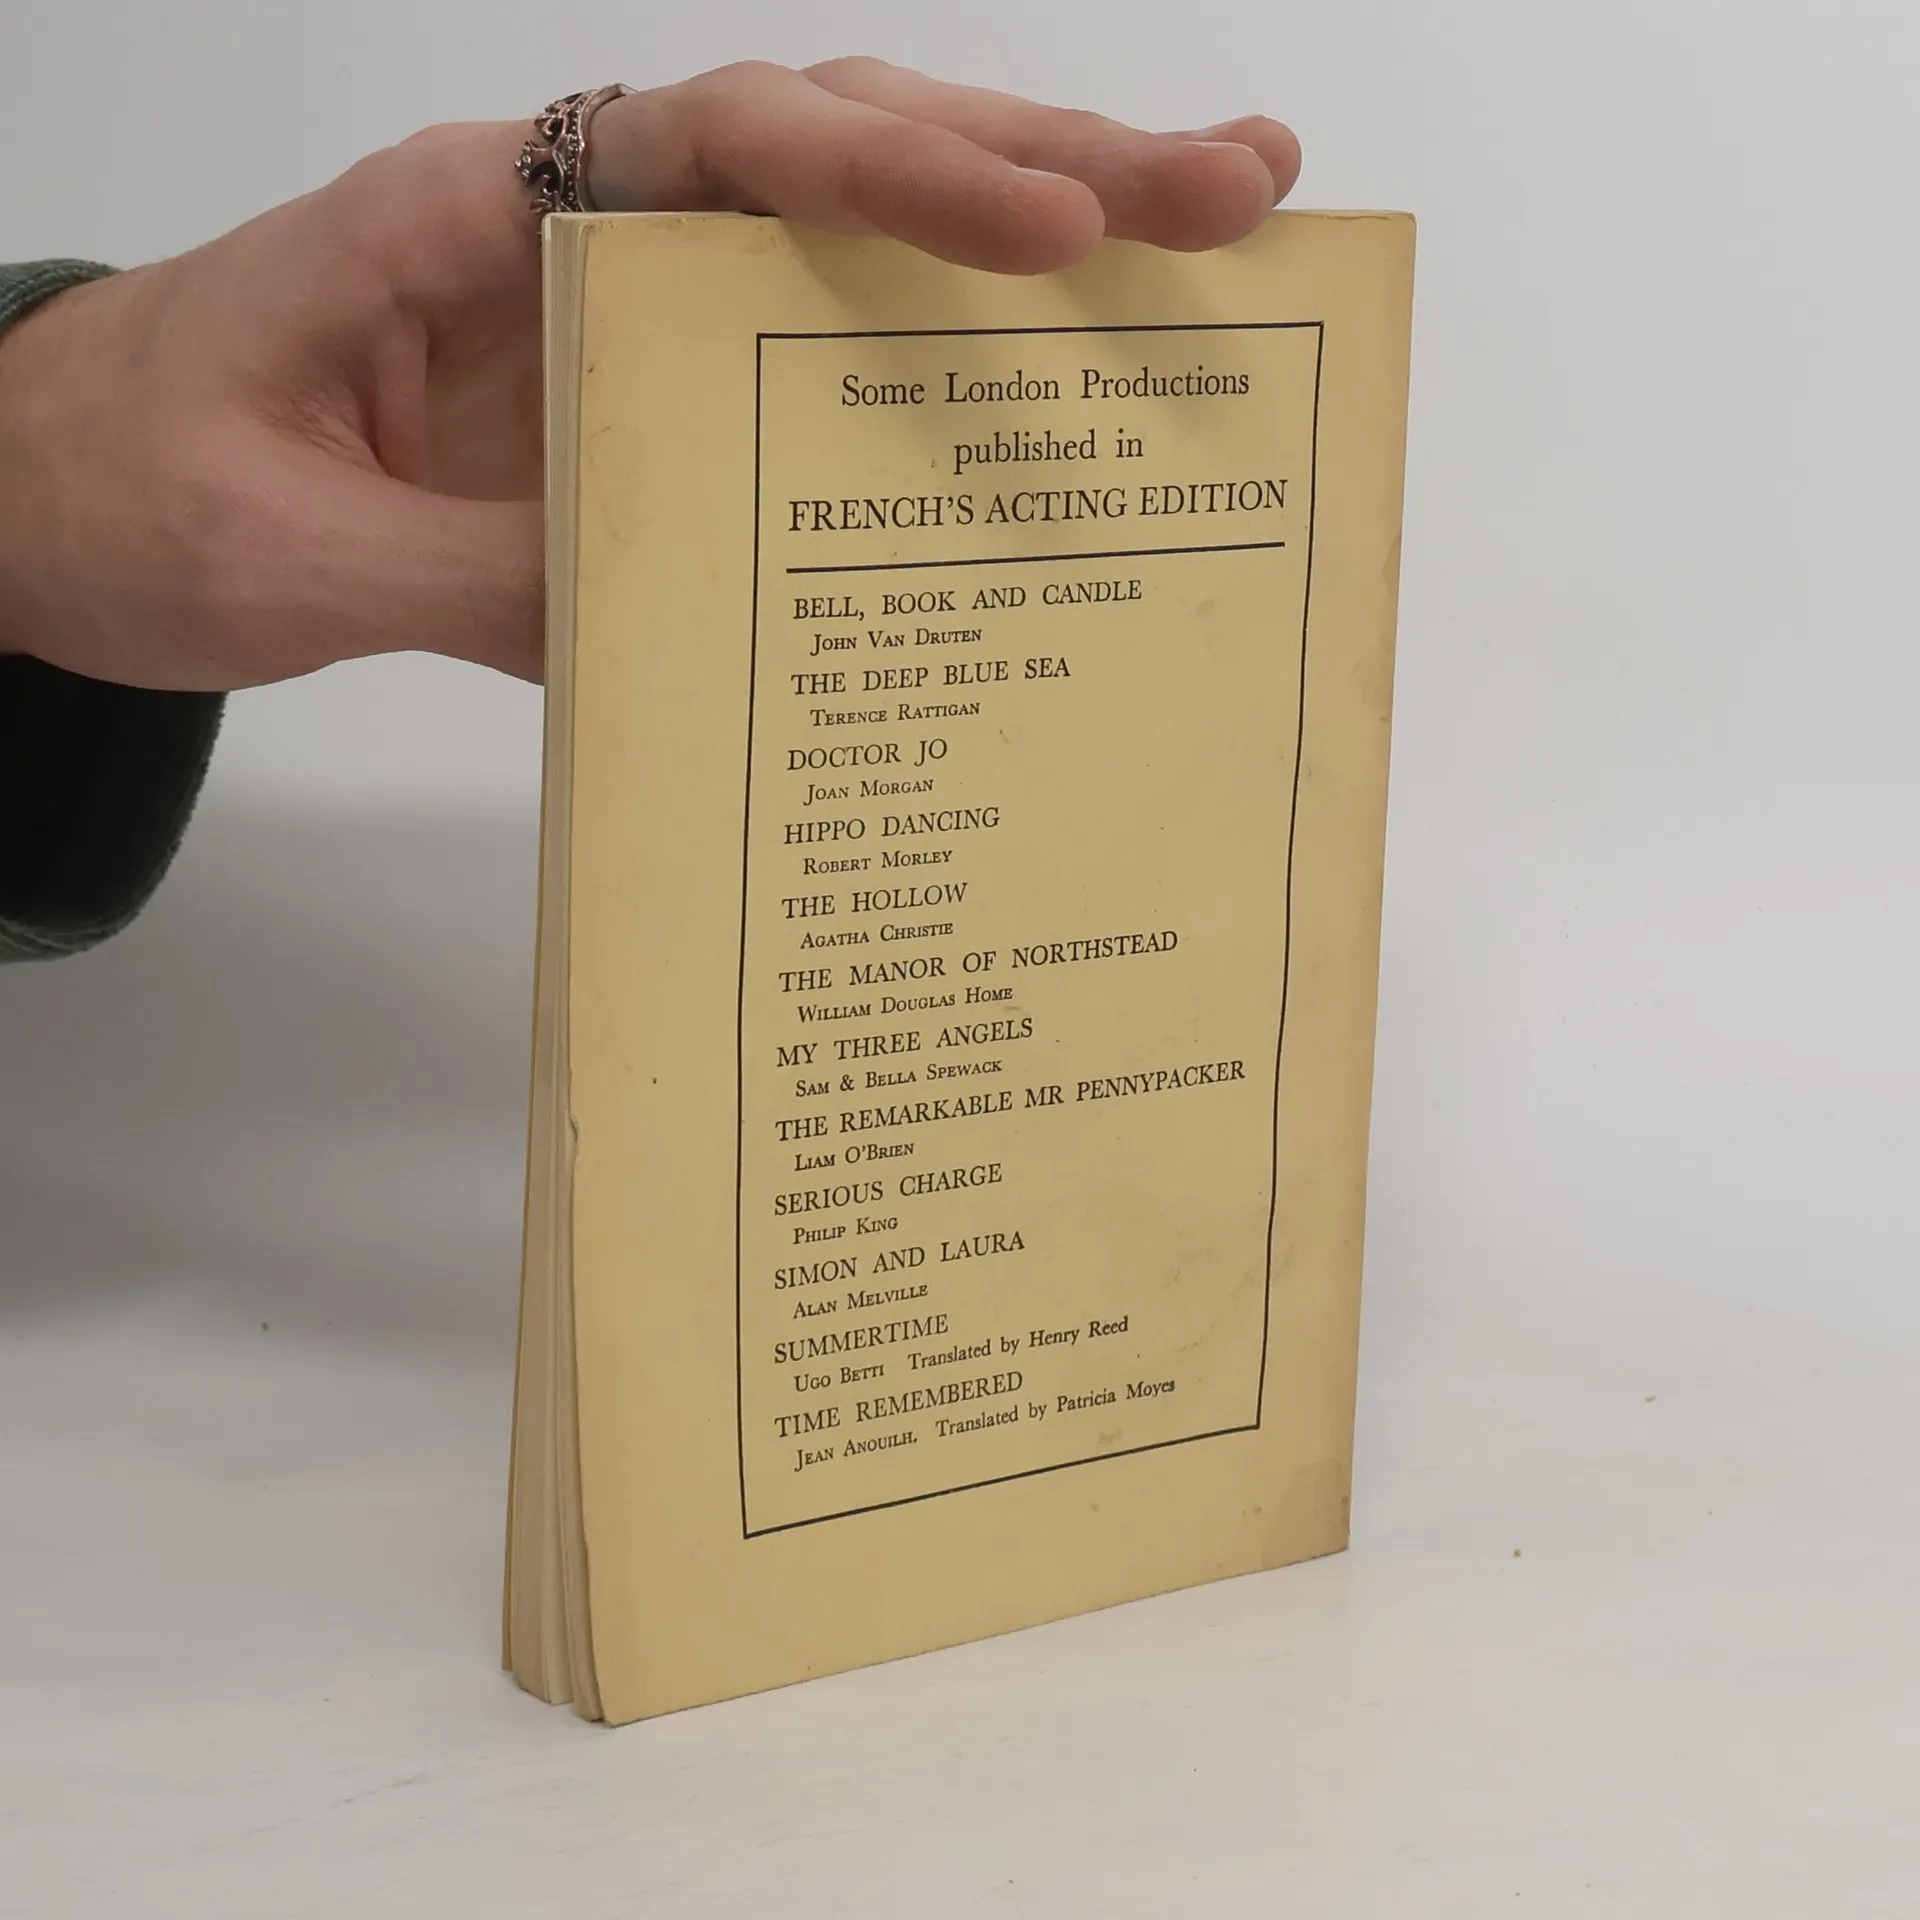 Some London Productions
published in
FRENCH'S ACTING EDITION
BELL, BOOK AND CANDLE
JOHN VAN DRUTEN
THE DEEP BLUE SEA
TERENCE RATTIGAN
DOCTOR JO
JOAN MORGAN
HIPPO DANCING
ROBERT MORLEY
THE HOLLOW
AGATHA CHRISTIE
THE MANOR OF NORTHSTEAD
WILLIAM DOUGLAS HOME
MY THREE ANGELS
SAM & BELLA SPEWACK
THE REMARKABLE MR PENNYPACKER
LIAM O'BRIEN
SERIOUS CHARGE
PHILIP KING
SIMON AND LAURA
ALAN MELVILLE
SUMMERTIME
UGO BETTI Translated by Henry Reed
TIME REMEMBERED
JEAN ANOUILH. Translated by Patricia Moyes